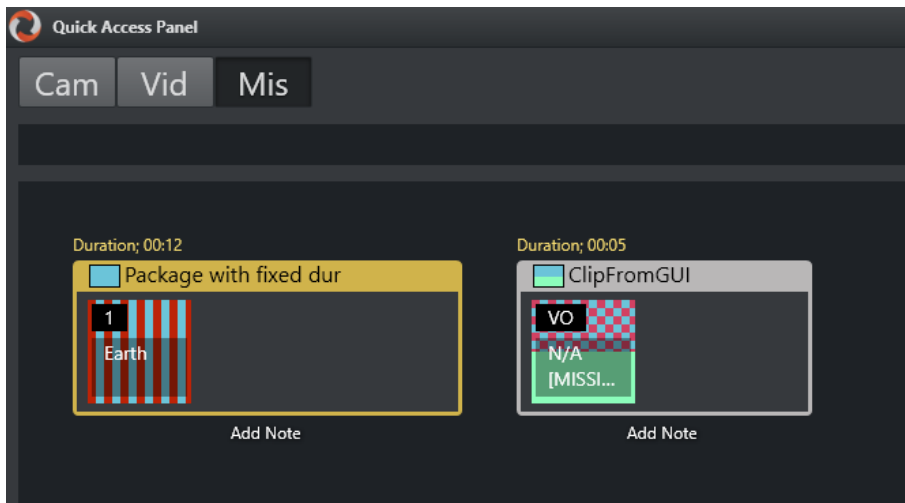 Quick Access Panel
Cam Vid Mis
Duration; 00:12
Package with fixed dur
1
Earth
Add Note
Duration; 00:05
ClipFromGUI
VO
N/A
[MISSI...
Add Note